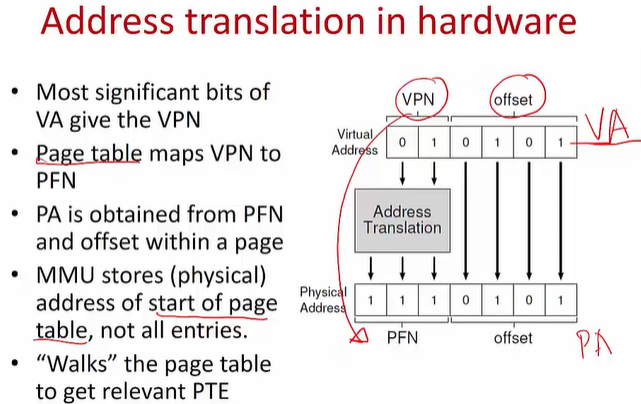 Address translation in hardware
• Most significant bits of
VA give the VPN
• Page table maps VPN to
PFN
• PA is obtained from PFN
and offset within a page
• MMU stores (physical)
address of start of page
table, not all entries.
• “Walks” the page table
to get relevant PTE
VPN offset
Virtual
Address
0 1 0 1 0 1
VA
Address
Translation
Physical
Address
1 1 1 0 1 0 1
PFN offset
PA